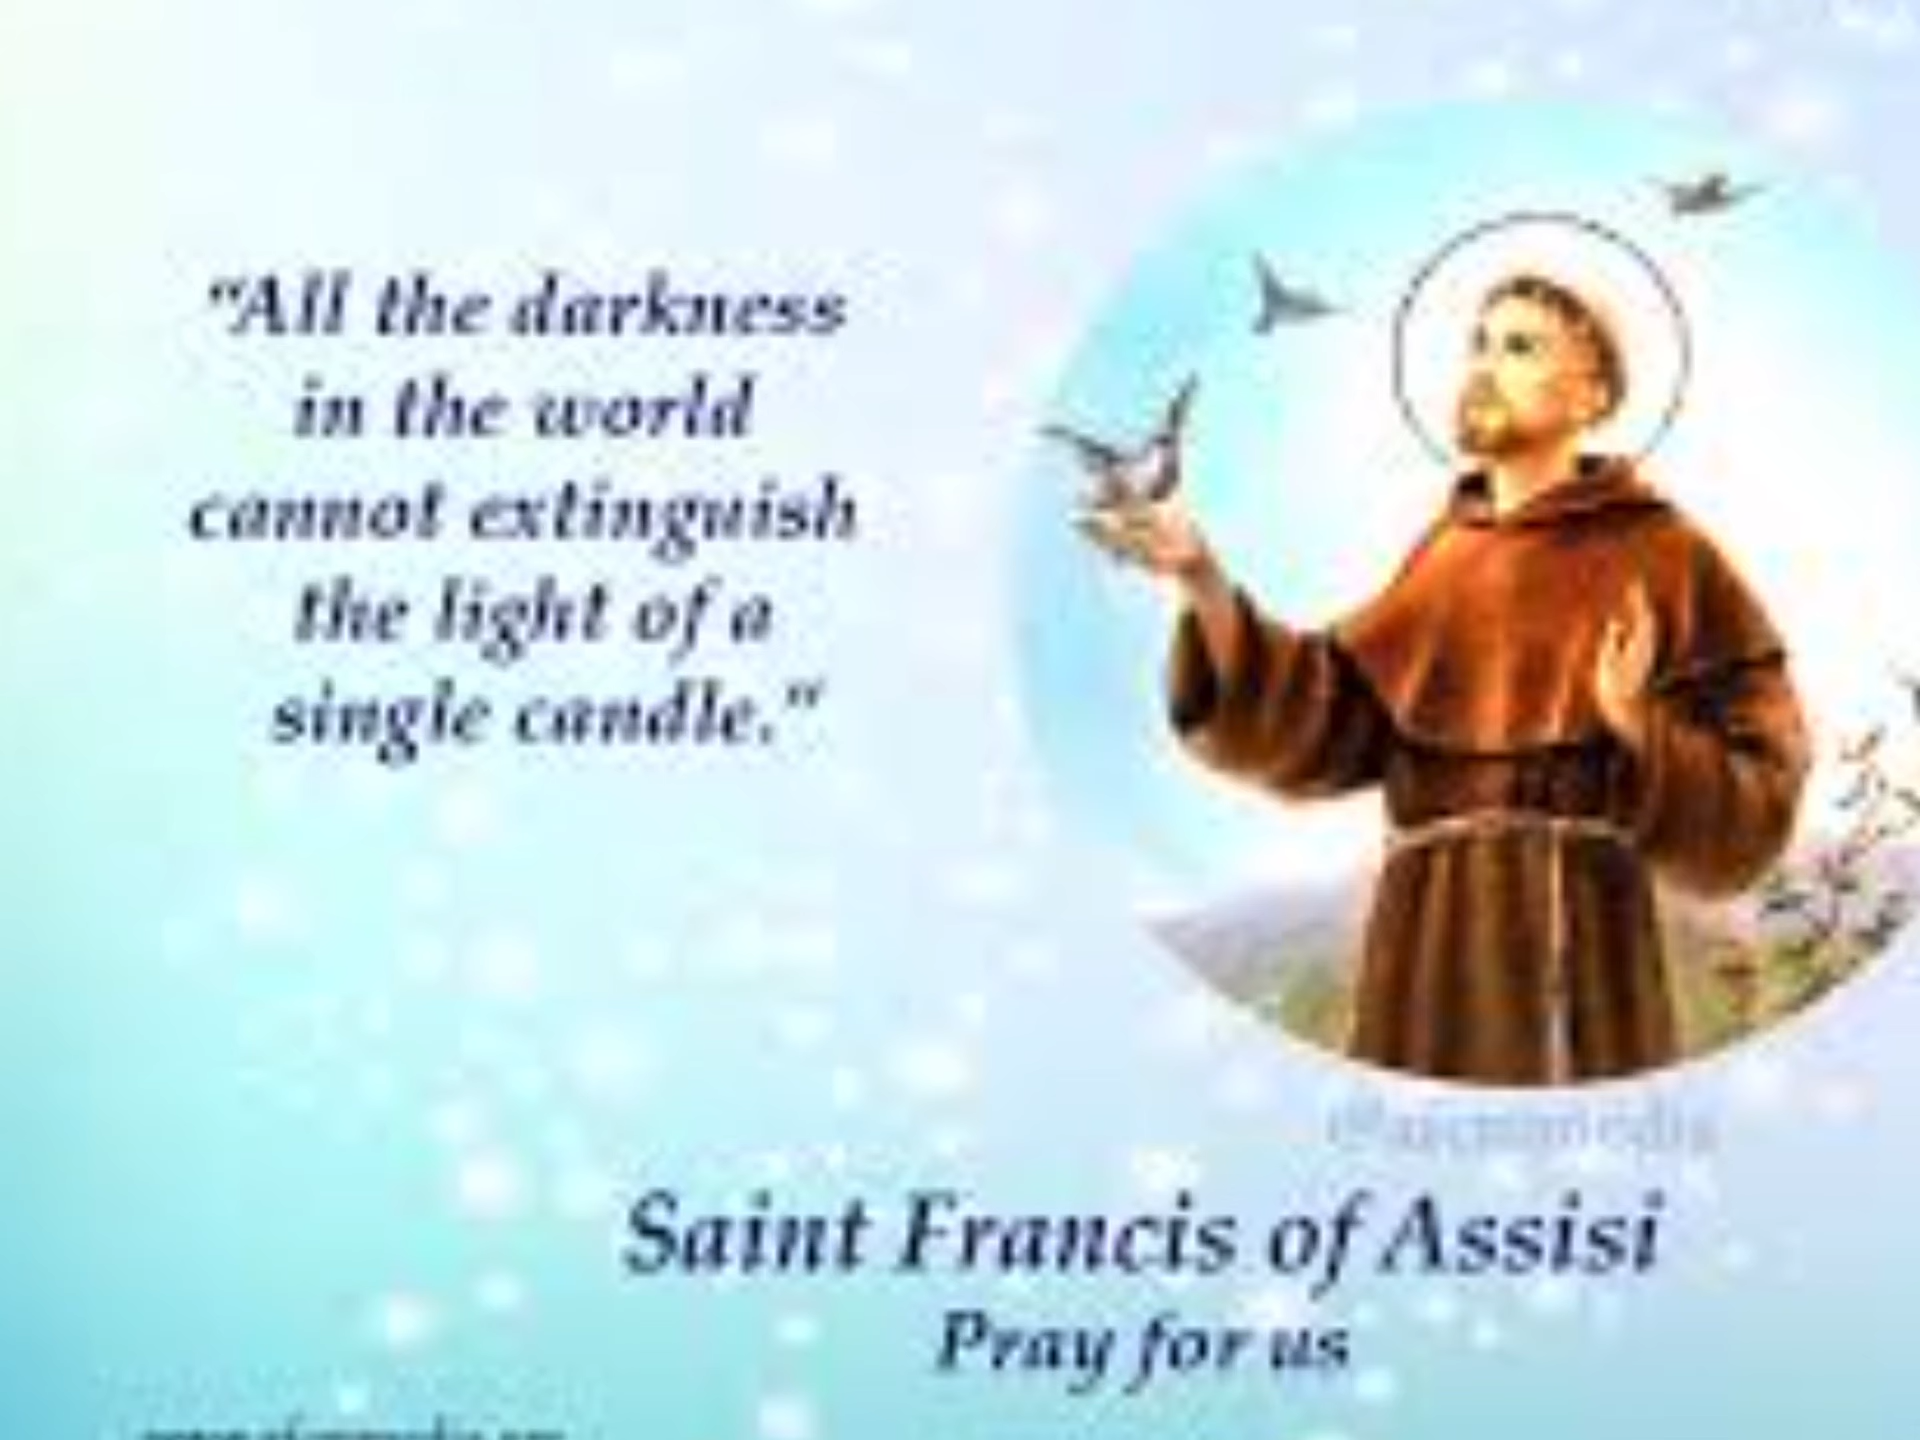 “All the darkness
in the world
cannot extinguish
the light of a
single candle.”
Saint Francis of Assisi
Pray for us